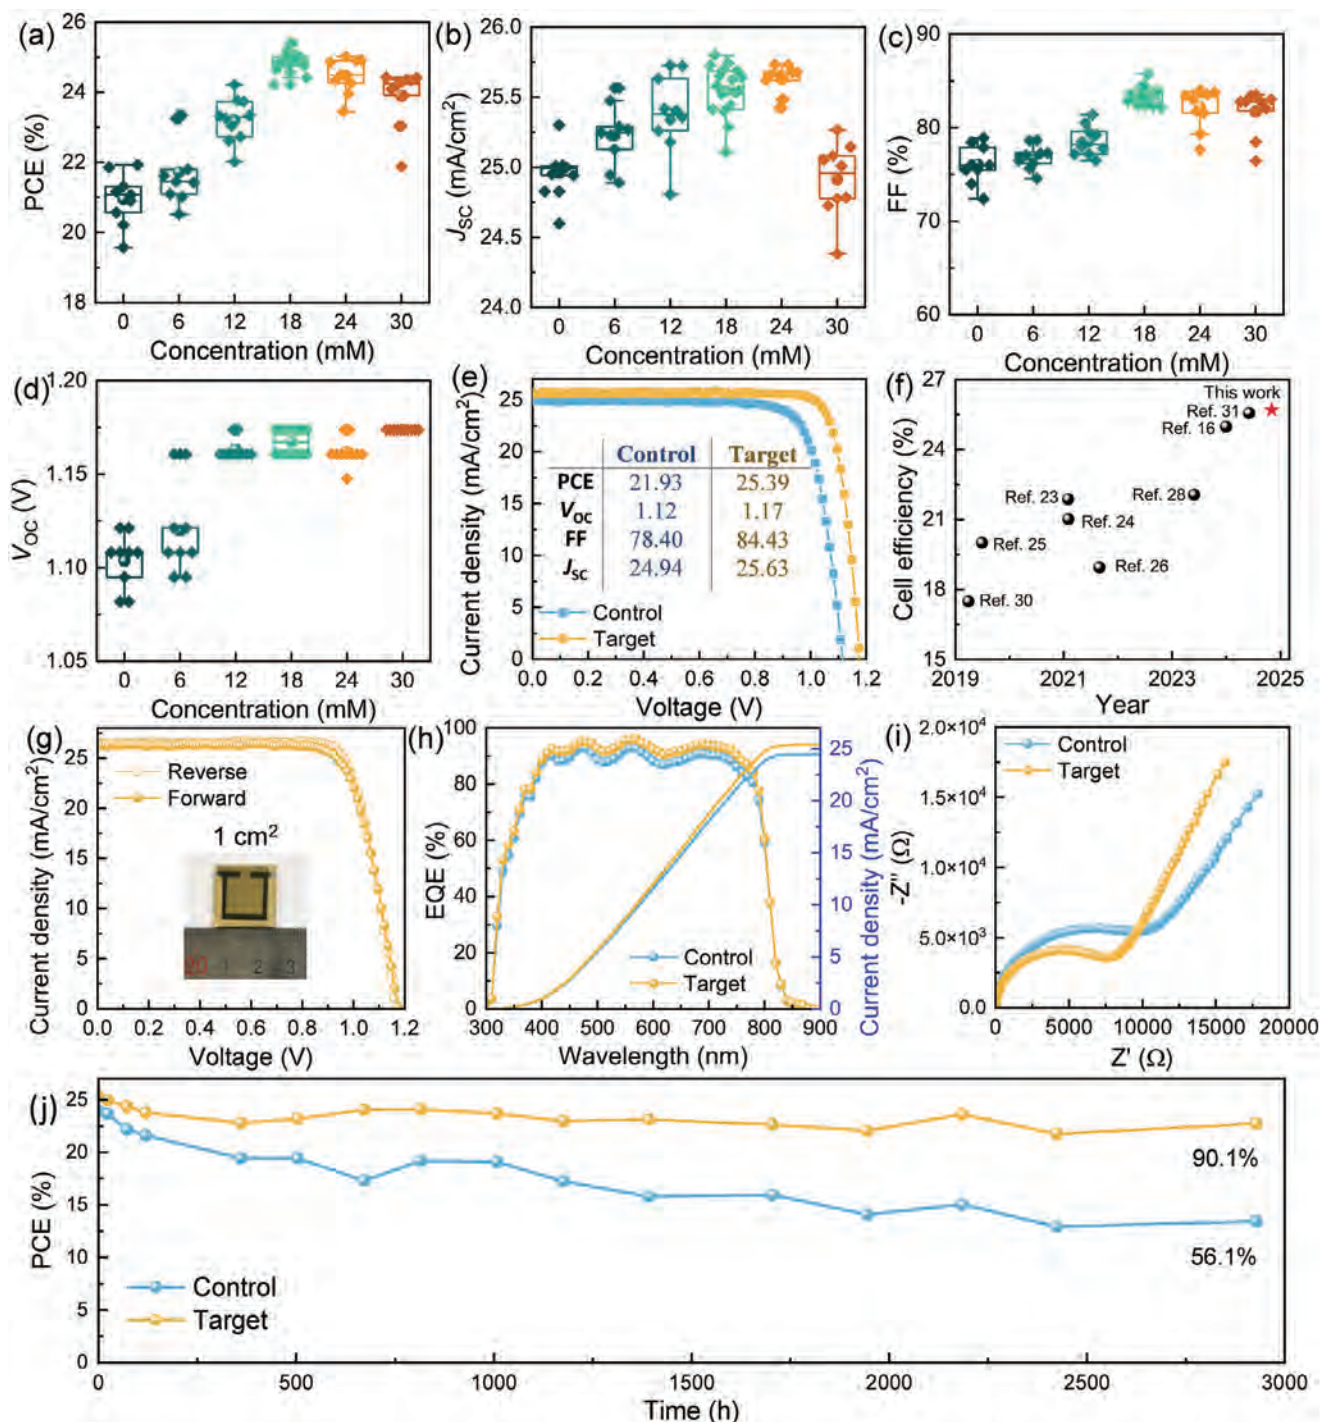 (a)
PCE (%)
26
24
22
20
18
0 6 12 18 24 30
Concentration (mM)
(b)
JSC (mA/cm²)
26.0
25.5
25.0
24.5
24.0
0 6 12 18 24 30
Concentration (mM)
(c)
FF (%)
90
80
70
60
0 6 12 18 24 30
Concentration (mM)
(d)
VOC (V)
1.20
1.15
1.10
1.05
0 6 12 18 24 30
Concentration (mM)
(e)
Current density (mA/cm²)
25
20
15
10
5
0
Control Target
PCE 21.93 25.39
VOC 1.12 1.17
FF 78.40 84.43
JSC 24.94 25.63
Control
Target
0.0 0.2 0.4 0.6 0.8 1.0 1.2
Voltage (V)
(f)
Cell efficiency (%)
27
24
21
18
15
This work
Ref. 31
Ref. 16
Ref. 23
Ref. 28
Ref. 24
Ref. 25
Ref. 26
Ref. 30
2019 2021 2023 2025
Year
(g)
Current density (mA/cm²)
25
20
15
10
5
0
Reverse
Forward
1 cm²
20 1 2 3
0.0 0.2 0.4 0.6 0.8 1.0 1.2
Voltage (V)
(h)
EQE (%)
100
80
60
40
20
0
Control
Target
25
20
15
10
5
0
Current density (mA/cm²)
300 400 500 600 700 800 900
Wavelength (nm)
(i)
-Z'' (Ω)
2.0×10⁴
1.5×10⁴
1.0×10⁴
5.0×10³
0.0
Control
Target
0 5000 10000 15000 20000
Z' (Ω)
(j)
PCE (%)
25
20
15
10
5
0
90.1%
56.1%
Control
Target
0 500 1000 1500 2000 2500 3000
Time (h)